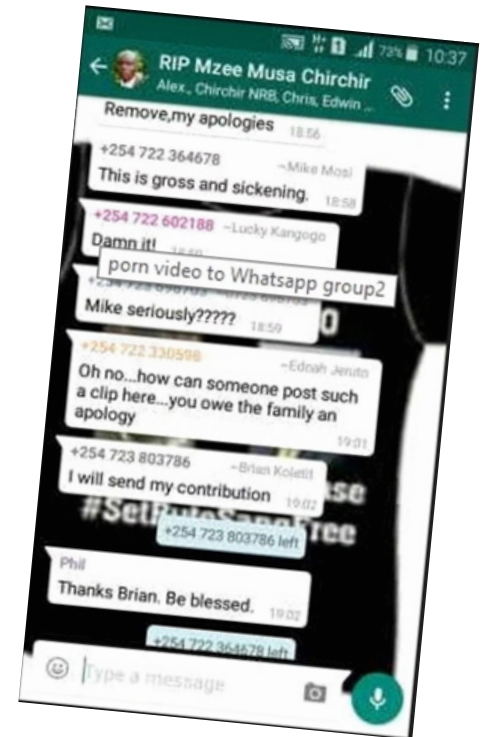 73% 10:37
RIP Mzee Musa Chirchir
Alex., Chirchir NRB, Chris, Edwin ...
Remove,my apologies 18:56
+254 722 364678 ~Mike Mosi
This is gross and sickening. 18:58
+254 722 602188 ~Lucky Kangogo
Damn it! 18:59
porn video to Whatsapp group2
Mike seriously????? 18:59
+254 722 330598 ~Ednah Jeruto
Oh no...how can someone post such
a clip here...you owe the family an
apology
19:01
+254 723 803786 ~Brian Koletit
I will send my contribution 19:02
+254 723 803786 left
Phil
Thanks Brian. Be blessed. 19:02
+254 722 364678 left
Type a message